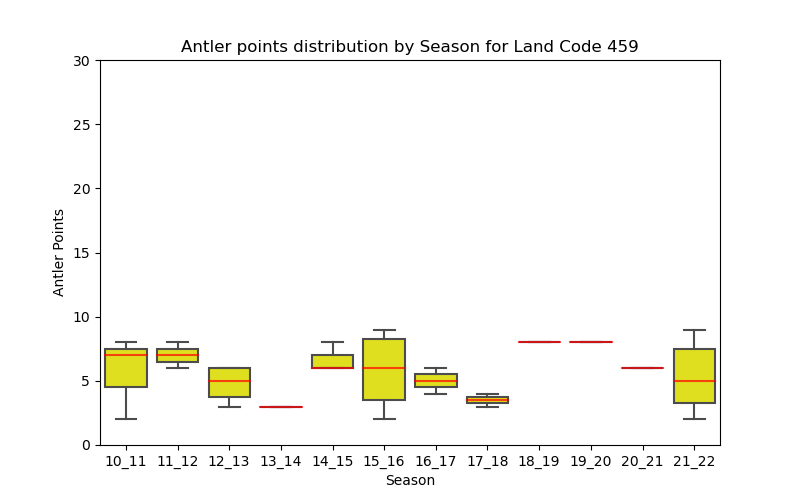 Antler points distribution by Season for Land Code 459
30
25
20
15
10
5
0
Antler Points
10_11 11_12 12_13 13_14 14_15 15_16 16_17 17_18 18_19 19_20 20_21 21_22
Season